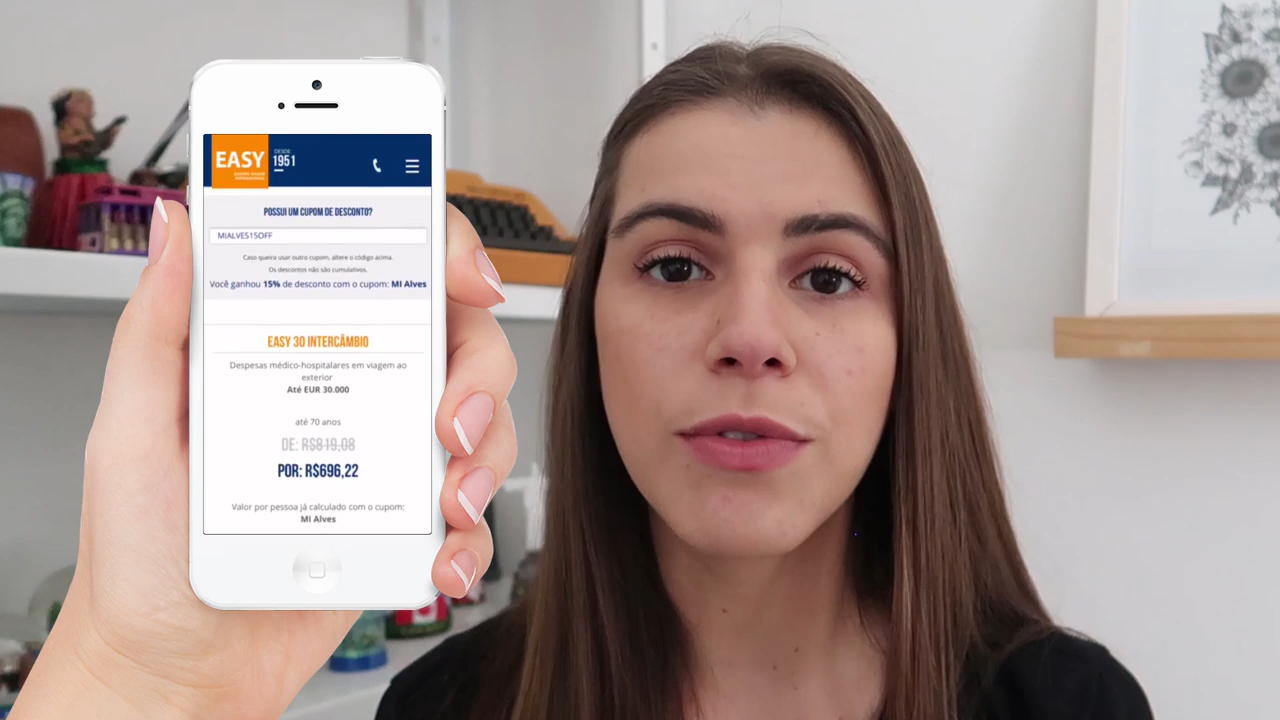 EASY
DESDE
1951
POSSUI UM CUPOM DE DESCONTO?
MIALVES15OFF
Caso queira usar outro cupom, altere o código acima.
Os descontos não são cumulativos.
Você ganhou 15% de desconto com o cupom: MI Alves
EASY 30 INTERCÂMBIO
Despesas médico-hospitalares em viagem ao
exterior
Até EUR 30.000
até 70 anos
DE: R$819,08
POR: R$696,22
Valor por pessoa já calculado com o cupom:
MI Alves